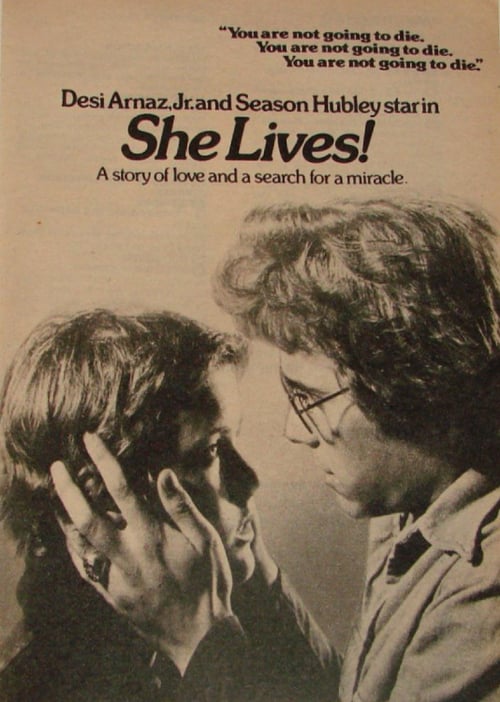 “You are not going to die.
You are not going to die.
You are not going to die.”
Desi Arnaz, Jr. and Season Hubley star in
She Lives!
A story of love and a search for a miracle.